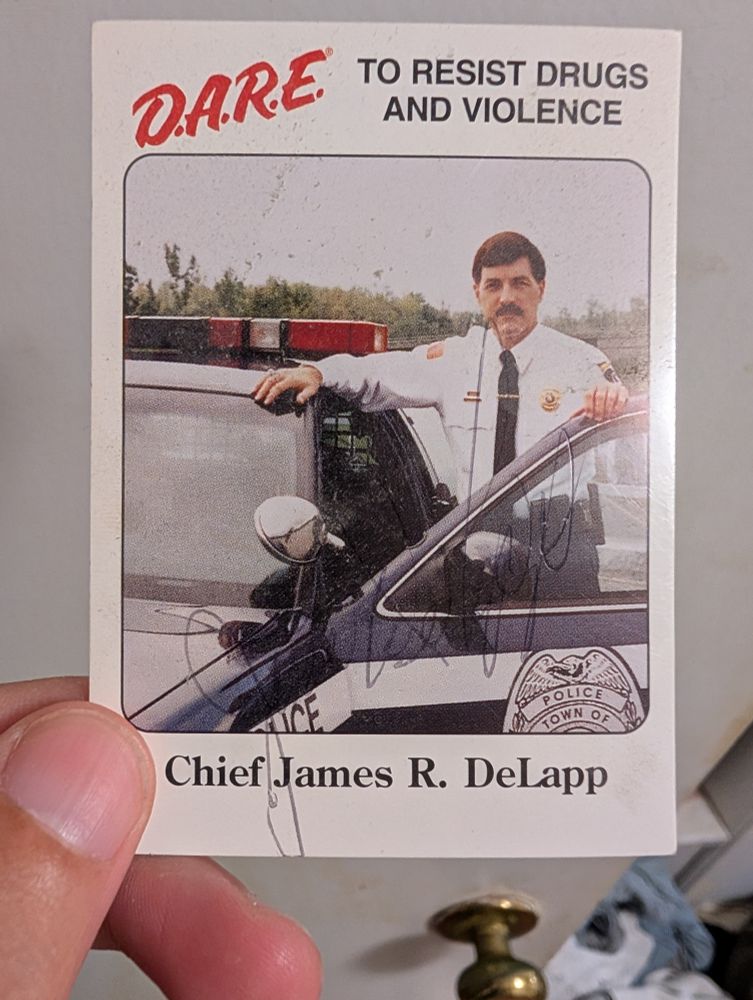 D.A.R.E.®
TO RESIST DRUGS
AND VIOLENCE
POLICE
TOWN OF
Chief James R. DeLapp